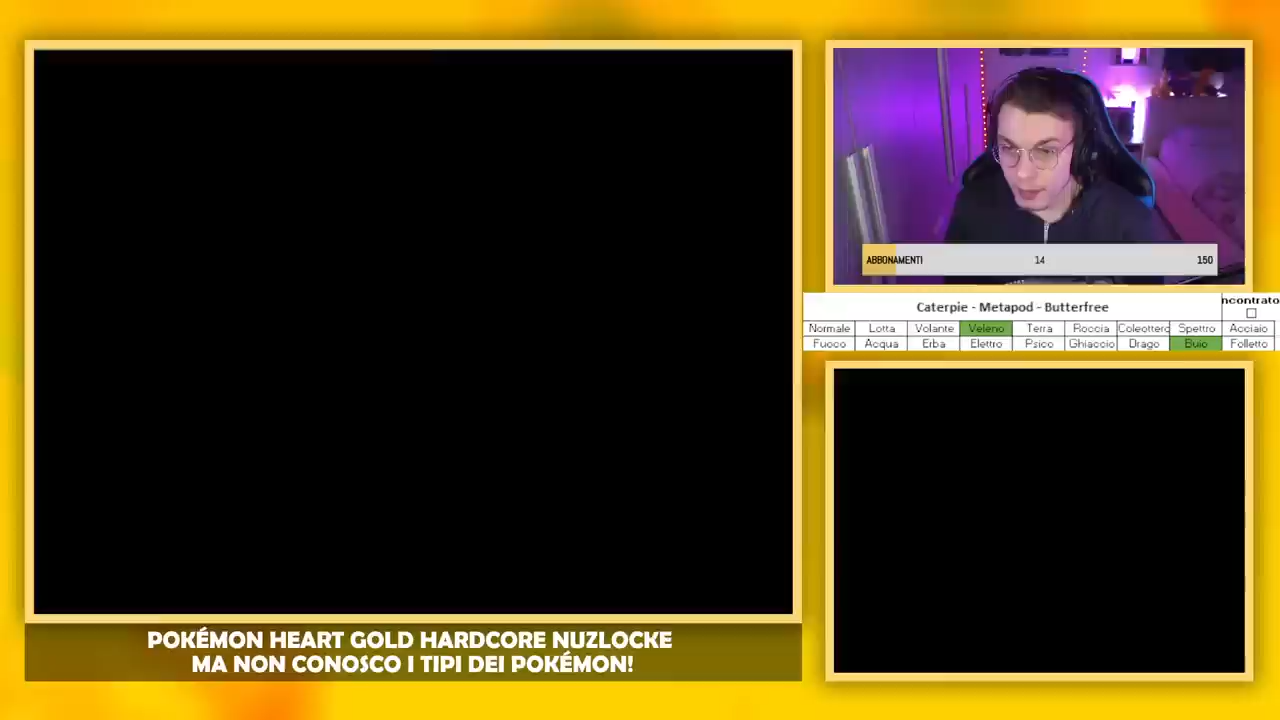 ABBONAMENTI 14 150
Caterpie - Metapod - Butterfree ncontrato
Normale Lotta Volante Veleno Terra Roccia Coleottero Spettro Acciaio
Fuoco Acqua Erba Elettro Psico Ghiaccio Drago Buio Folletto
POKÉMON HEART GOLD HARDCORE NUZLOCKE
MA NON CONOSCO I TIPI DEI POKÉMON!